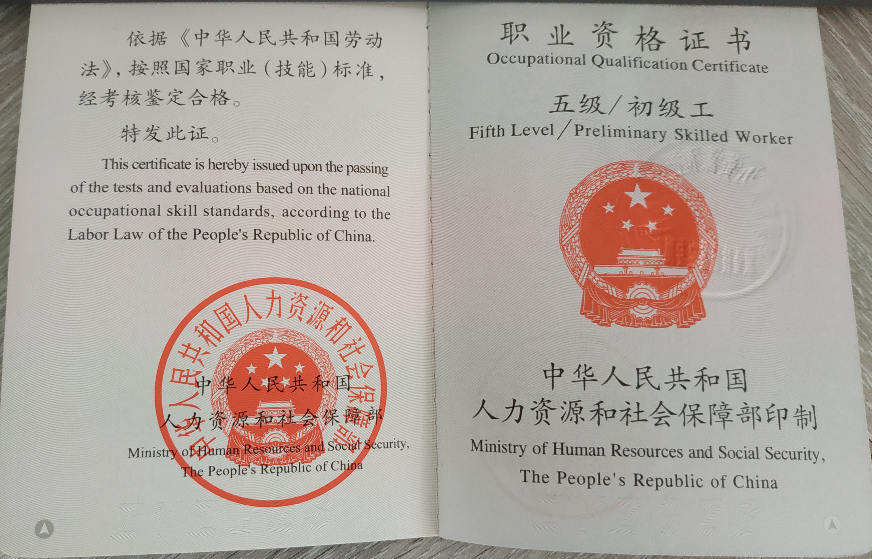 依据《中华人民共和国劳动
法》，按照国家职业（技能）标准，
经考核鉴定合格。
特发此证。
This certificate is hereby issued upon the passing
of the tests and evaluations based on the national
occupational skill standards, according to the
Labor Law of the People's Republic of China.
中华人民共和国人力资源和社会保障部
中华人民共和国
人力资源和社会保障部
Ministry of Human Resources and Social Security,
The People's Republic of China
职业资格证书
Occupational Qualification Certificate
五级/初级工
Fifth Level/Preliminary Skilled Worker
中华人民共和国
人力资源和社会保障部印制
Ministry of Human Resources and Social Security,
The People's Republic of China